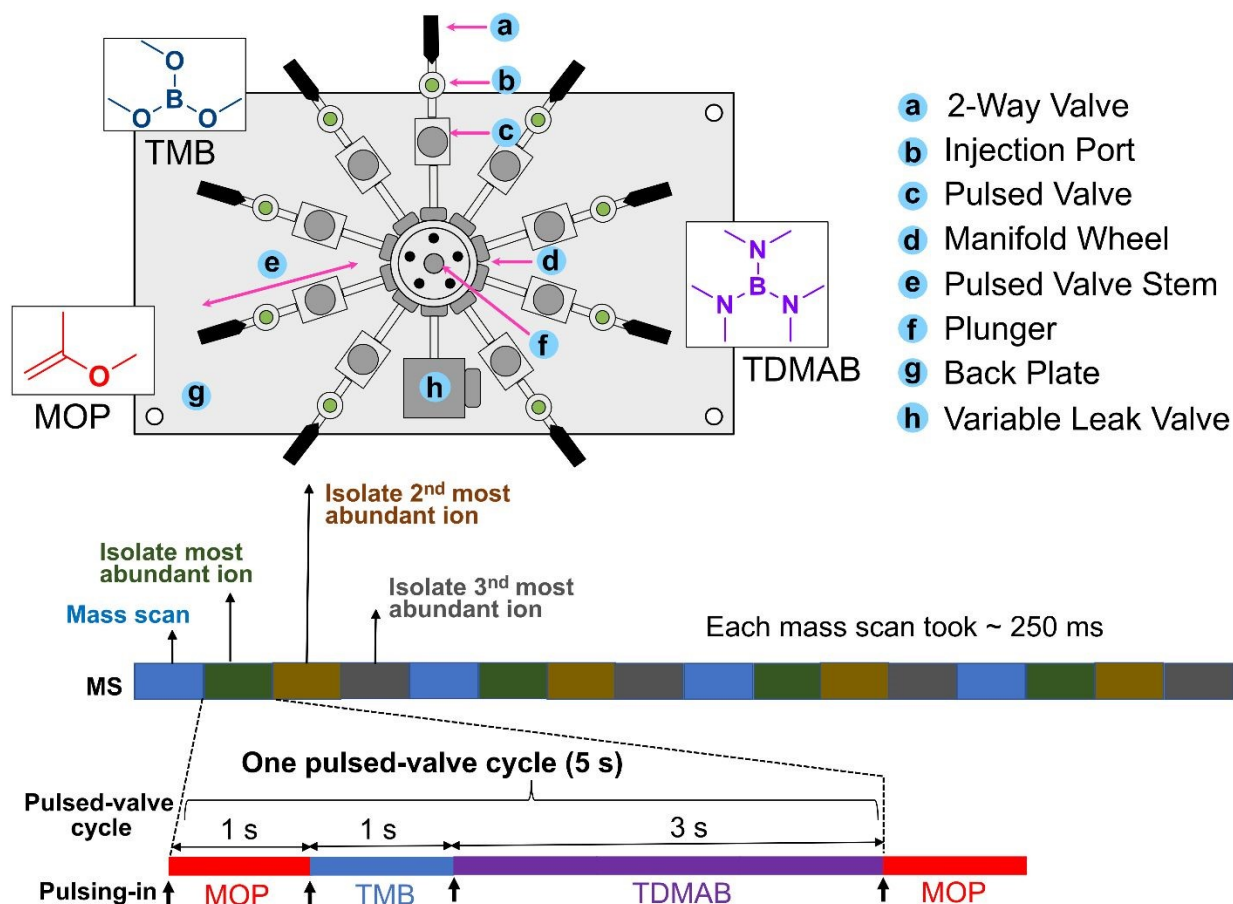 a
b
c
d
e
f
g
h
O
B
O
O
TMB
O
MOP
N
B
N
N
TDMAB
a 2-Way Valve
b Injection Port
c Pulsed Valve
d Manifold Wheel
e Pulsed Valve Stem
f Plunger
g Back Plate
h Variable Leak Valve
Isolate 2nd most
abundant ion
Isolate most
abundant ion
Isolate 3nd most
abundant ion
Mass scan
Each mass scan took ~ 250 ms
MS
One pulsed-valve cycle (5 s)
Pulsed-valve
cycle
1 s
1 s
3 s
Pulsing-in
MOP
TMB
TDMAB
MOP